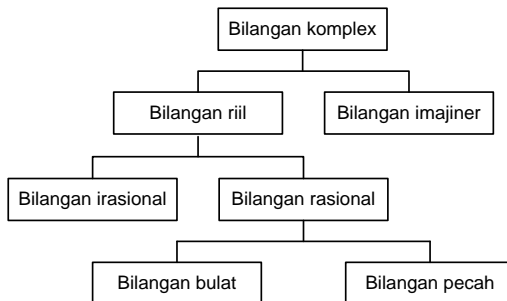 Bilangan komplex
Bilangan riil
Bilangan imajiner
Bilangan irasional
Bilangan rasional
Bilangan bulat
Bilangan pecah